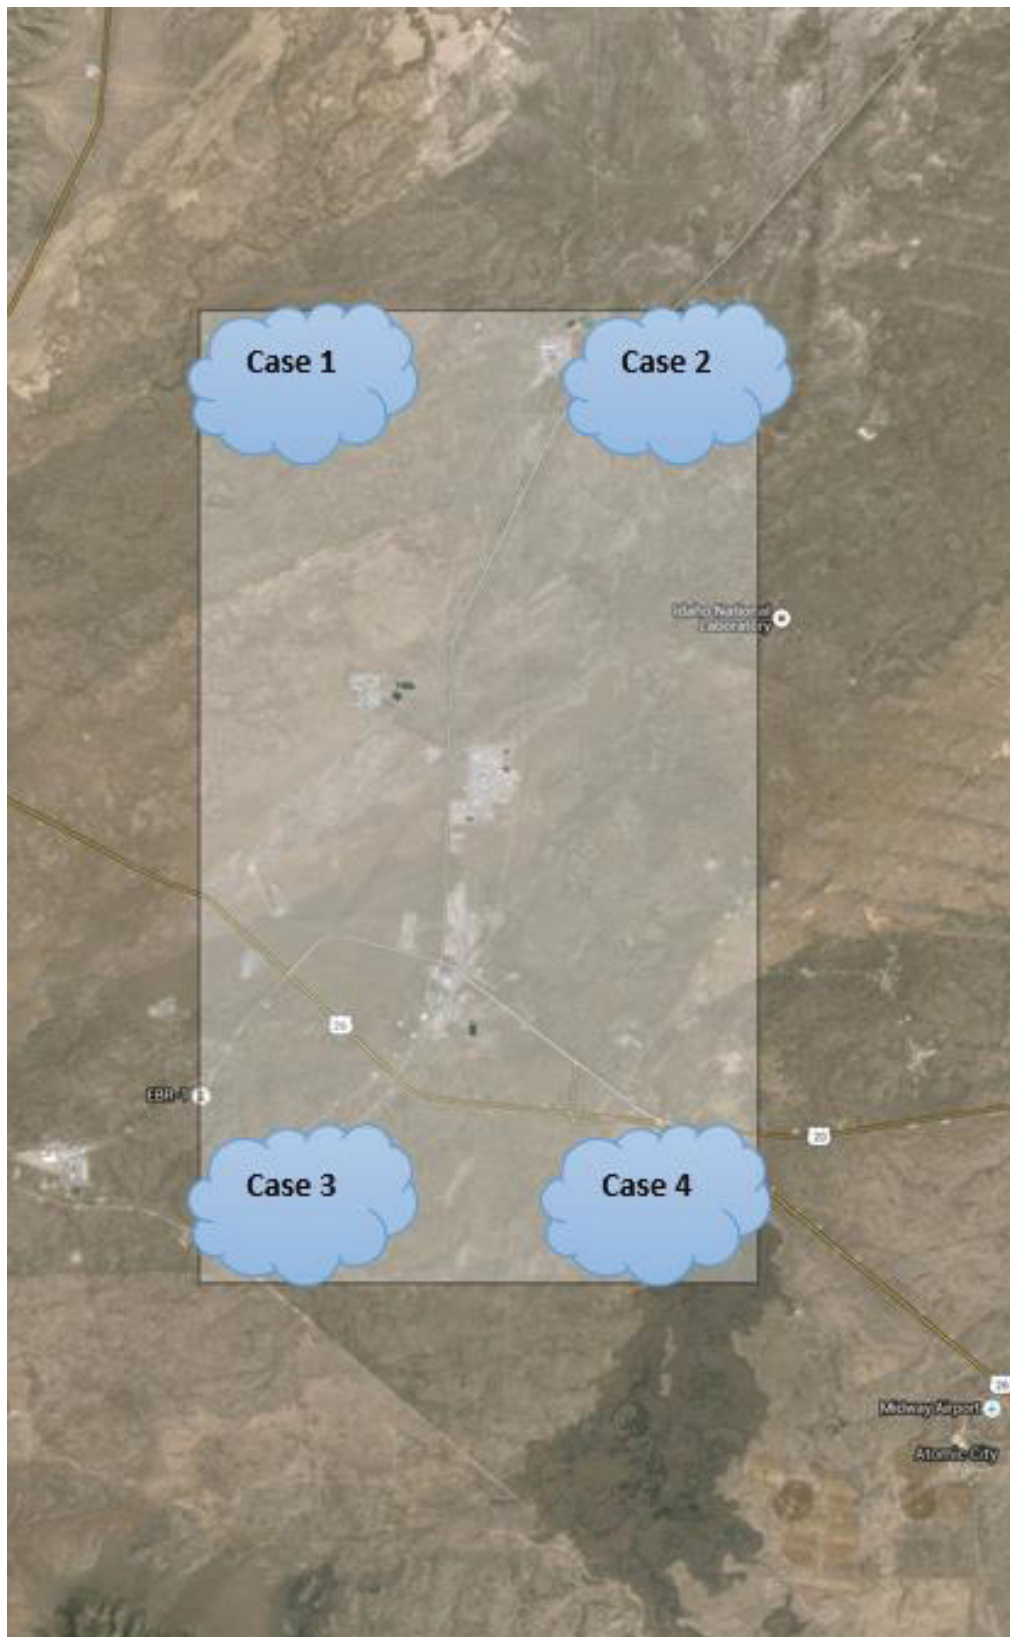 Case 1
Case 2
Idaho National
Laboratory
26
EBR-I
20
Case 3
Case 4
26
Midway Airport
Atomic City